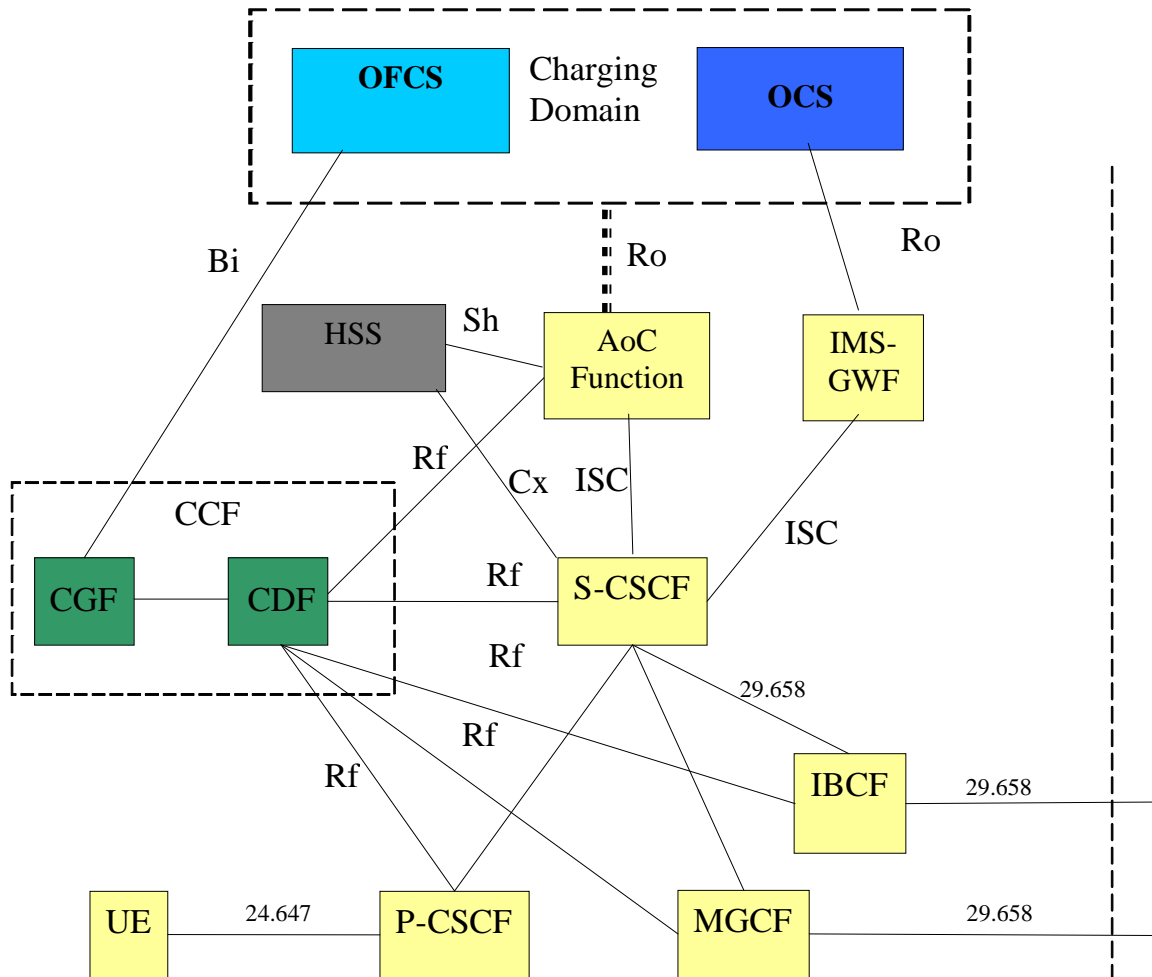 OFCS
Charging
Domain
OCS
Bi
Ro
Ro
HSS
Sh
AoC
Function
IMS-
GWF
Rf
Cx
ISC
ISC
CCF
CGF
CDF
Rf
S-CSCF
Rf
29.658
Rf
Rf
IBCF
29.658
UE
24.647
P-CSCF
MGCF
29.658